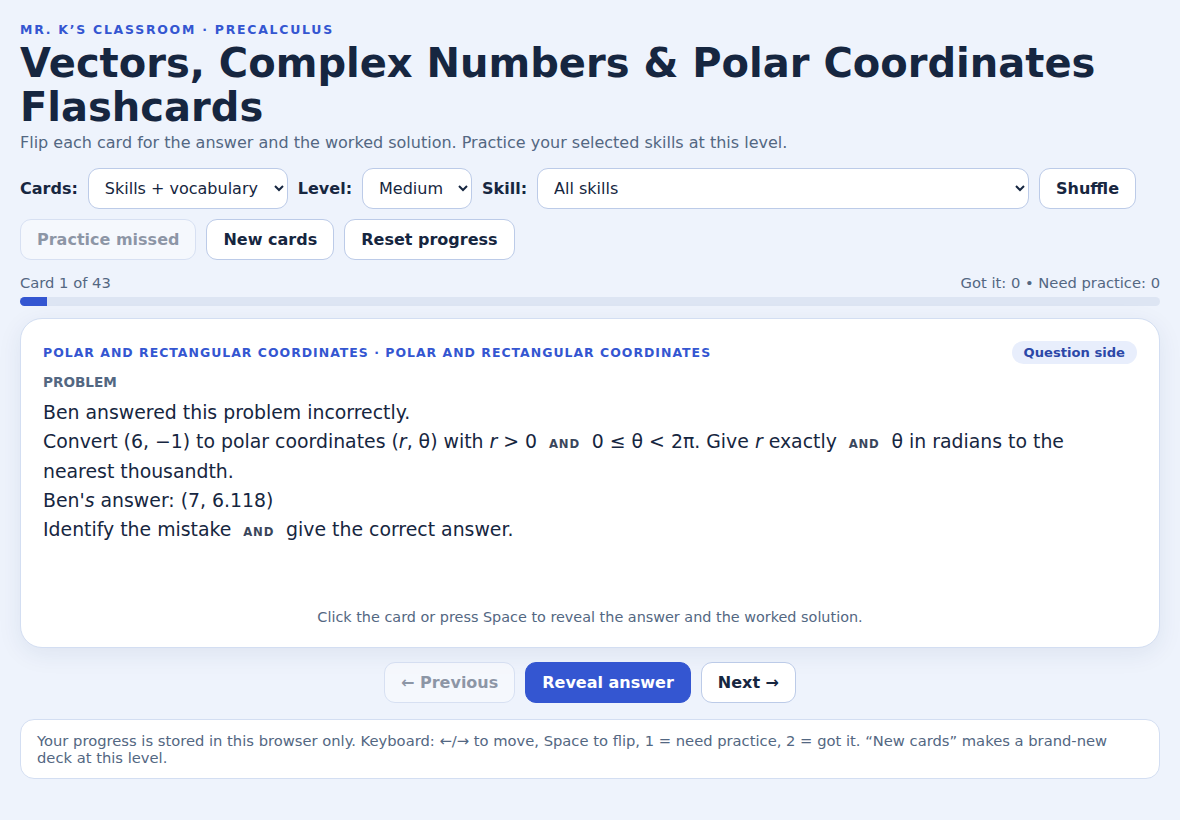 MR. K’S CLASSROOM · PRECALCULUS
Vectors, Complex Numbers & Polar Coordinates
Flashcards
Flip each card for the answer and the worked solution. Practice your selected skills at this level.
Cards: Skills + vocabulary Level: Medium Skill: All skills Shuffle
Practice missed New cards Reset progress
Card 1 of 43 Got it: 0 • Need practice: 0
POLAR AND RECTANGULAR COORDINATES · POLAR AND RECTANGULAR COORDINATES Question side
PROBLEM
Ben answered this problem incorrectly.
Convert (6, −1) to polar coordinates (r, θ) with r > 0 AND 0 ≤ θ < 2π. Give r exactly AND θ in radians to the
nearest thousandth.
Ben's answer: (7, 6.118)
Identify the mistake AND give the correct answer.
Click the card or press Space to reveal the answer and the worked solution.
← Previous Reveal answer Next →
Your progress is stored in this browser only. Keyboard: ←/→ to move, Space to flip, 1 = need practice, 2 = got it. “New cards” makes a brand-new
deck at this level.